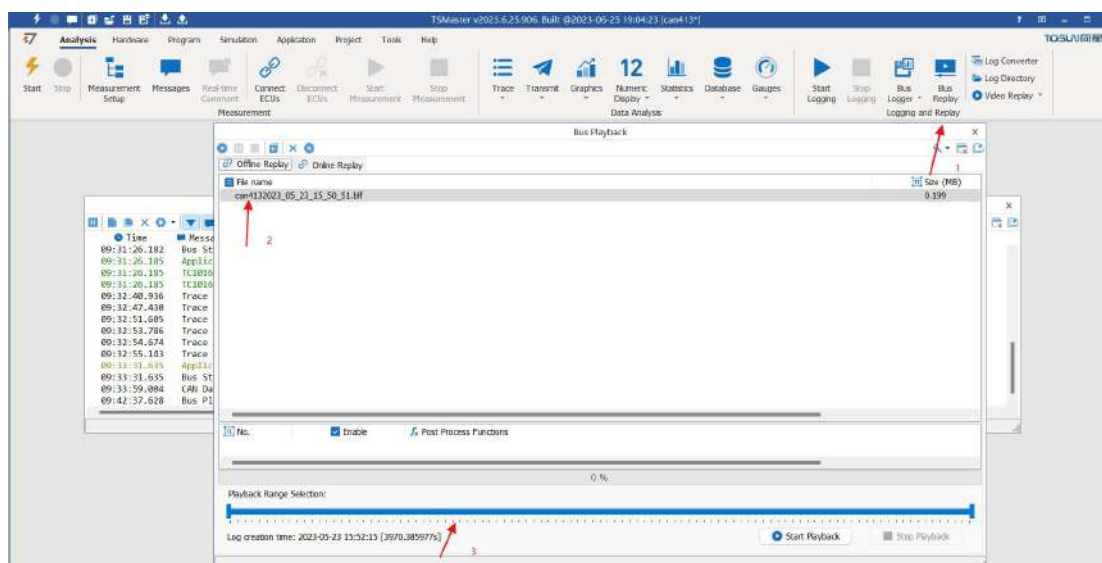 TSMaster v2023.6.25.906. Built @2023-06-25 19:04:23 [can413*]
Analysis Hardware Program Simulation Application Project Tools Help
TOSUN同星
Start Stop Measurement Setup Messages Real-time Comment Connect ECUs Disconnect ECUs Start Measurement Stop Measurement Trace Transmit Graphics Numeric Display Statistics Database Gauges Start Logging Stop Logging Bus Logger Bus Replay
12
Log Converter
Log Directory
Video Replay
Measurement Data Analysis Logging and Replay
Bus Playback X
1
Offline Replay Online Replay
File name Size (MB)
can4132023_05_23_15_50_51.blf 0.199
2
X
Time Messa
09:31:26.182 Bus St
09:31:26.185 Applic
09:31:26.185 TC1016
09:31:26.185 TC1016
09:32:40.936 Trace
09:32:47.430 Trace
09:32:51.605 Trace
09:32:53.786 Trace
09:32:54.674 Trace
09:32:55.143 Trace
09:33:31.635 Applic
09:33:31.635 Bus St
09:33:59.004 CAN Da
09:42:37.628 Bus Pl
No. Enable Post Process Functions
0 %
Playback Range Selection:
Log creation time: 2023-05-23 15:52:15 [3970.385977s]
3
Start Playback Stop Playback